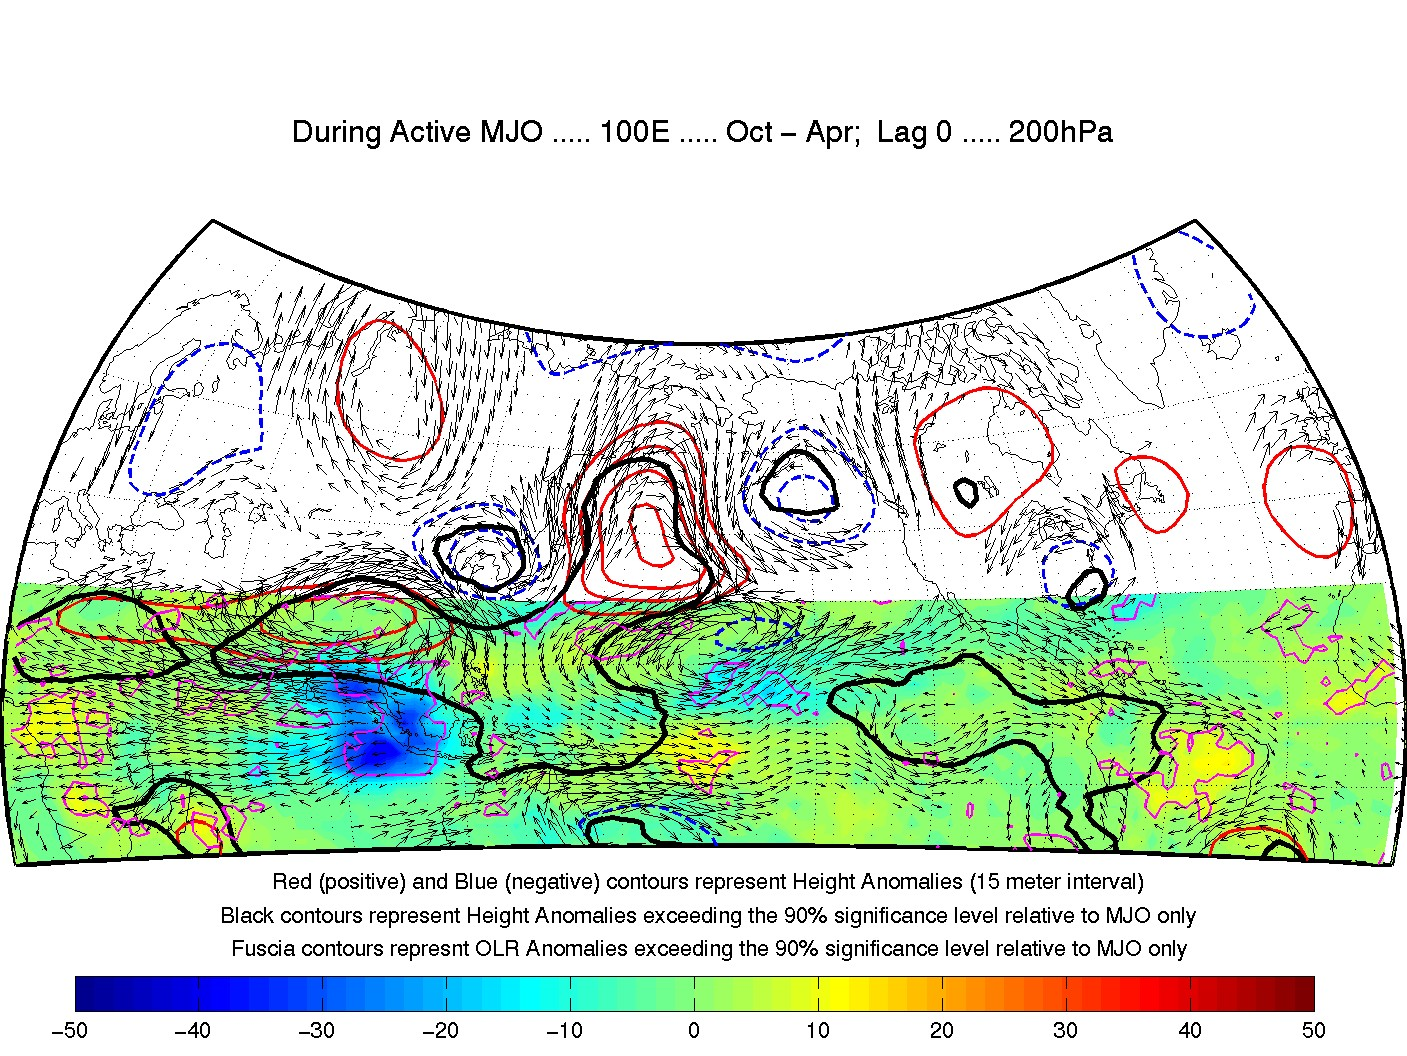 During Active MJO ..... 100E ..... Oct − Apr;  Lag 0 ..... 200hPa
Red (positive) and Blue (negative) contours represent Height Anomalies (15 meter interval)
Black contours represent Height Anomalies exceeding the 90% significance level relative to MJO only
Fuscia contours represnt OLR Anomalies exceeding the 90% significance level relative to MJO only
−50 −40 −30 −20 −10 0 10 20 30 40 50